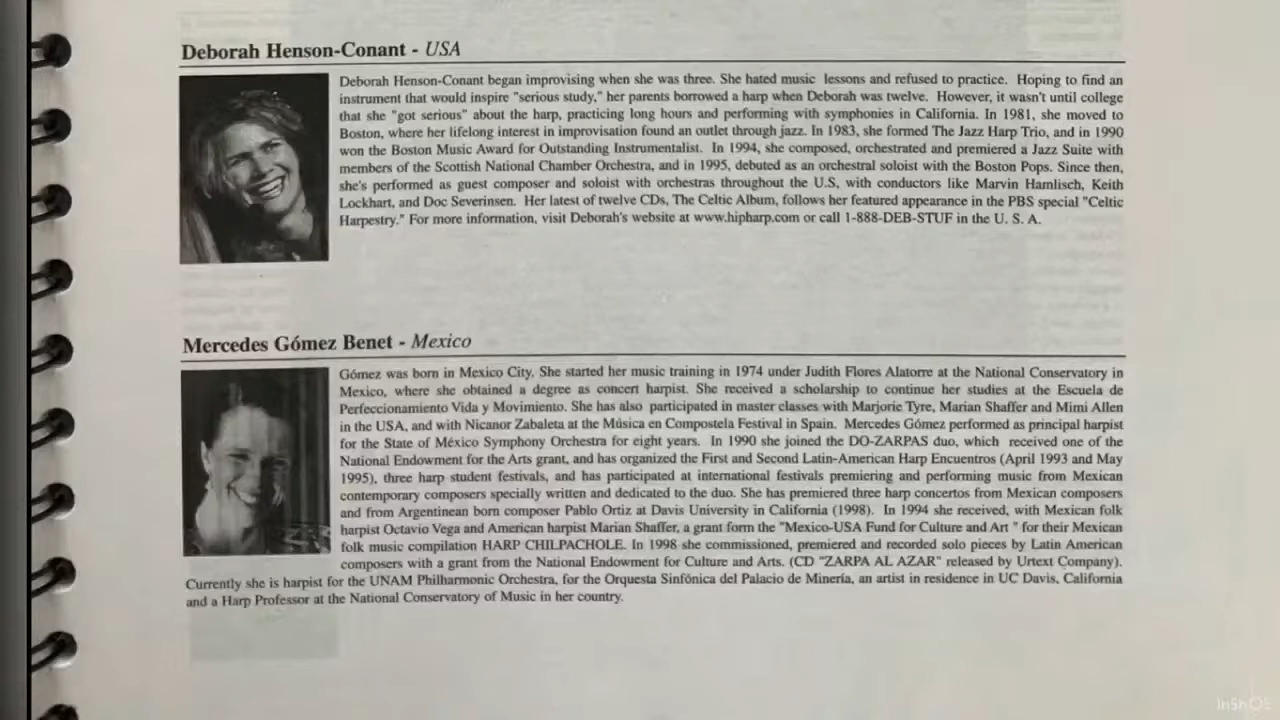 Deborah Henson-Conant - USA
Deborah Henson-Conant began improvising when she was three. She hated music lessons and refused to practice. Hoping to find an
instrument that would inspire "serious study," her parents borrowed a harp when Deborah was twelve. However, it wasn't until college
that she "got serious" about the harp, practicing long hours and performing with symphonies in California. In 1981, she moved to
Boston, where her lifelong interest in improvisation found an outlet through jazz. In 1983, she formed The Jazz Harp Trio, and in 1990
won the Boston Music Award for Outstanding Instrumentalist. In 1994, she composed, orchestrated and premiered a Jazz Suite with
members of the Scottish National Chamber Orchestra, and in 1995, debuted as an orchestral soloist with the Boston Pops. Since then,
she's performed as guest composer and soloist with orchestras throughout the U.S, with conductors like Marvin Hamlisch, Keith
Lockhart, and Doc Severinsen. Her latest of twelve CDs, The Celtic Album, follows her featured appearance in the PBS special "Celtic
Harpestry." For more information, visit Deborah's website at www.hipharp.com or call 1-888-DEB-STUF in the U. S. A.
Mercedes Gómez Benet - Mexico
Gómez was born in Mexico City. She started her music training in 1974 under Judith Flores Alatorre at the National Conservatory in
Mexico, where she obtained a degree as concert harpist. She received a scholarship to continue her studies at the Escuela de
Perfeccionamiento Vida y Movimiento. She has also participated in master classes with Marjorie Tyre, Marian Shaffer and Mimi Allen
in the USA, and with Nicanor Zabaleta at the Música en Compostela Festival in Spain. Mercedes Gómez performed as principal harpist
for the State of México Symphony Orchestra for eight years. In 1990 she joined the DO-ZARPAS duo, which received one of the
National Endowment for the Arts grant, and has organized the First and Second Latin-American Harp Encuentros (April 1993 and May
1995), three harp student festivals, and has participated at international festivals premiering and performing music from Mexican
contemporary composers specially written and dedicated to the duo. She has premiered three harp concertos from Mexican composers
and from Argentinean born composer Pablo Ortiz at Davis University in California (1998). In 1994 she received, with Mexican folk
harpist Octavio Vega and American harpist Marian Shaffer, a grant form the "Mexico-USA Fund for Culture and Art " for their Mexican
folk music compilation HARP CHILPACHOLE. In 1998 she commissioned, premiered and recorded solo pieces by Latin American
composers with a grant from the National Endowment for Culture and Arts. (CD "ZARPA AL AZAR" released by Urtext Company).
Currently she is harpist for the UNAM Philharmonic Orchestra, for the Orquesta Sinfónica del Palacio de Minería, an artist in residence in UC Davis, California
and a Harp Professor at the National Conservatory of Music in her country.
InShOt